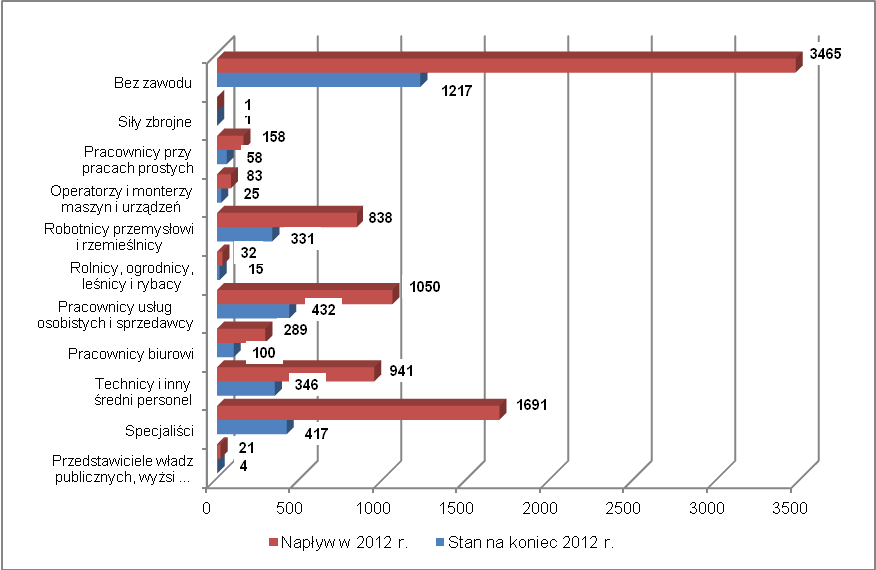 Bez zawodu
3465
1217
Siły zbrojne
1
1
Pracownicy przy
pracach prostych
158
58
Operatorzy i monterzy
maszyn i urządzeń
83
25
Robotnicy przemysłowi
i rzemieślnicy
838
331
Rolnicy, ogrodnicy,
leśnicy i rybacy
32
15
Pracownicy usług
osobistych i sprzedawcy
1050
432
Pracownicy biurowi
289
100
Technicy i inny
średni personel
941
346
Specjaliści
1691
417
Przedstawiciele władz
publicznych, wyżsi ...
21
4
0 500 1000 1500 2000 2500 3000 3500
Napływ w 2012 r. Stan na koniec 2012 r.